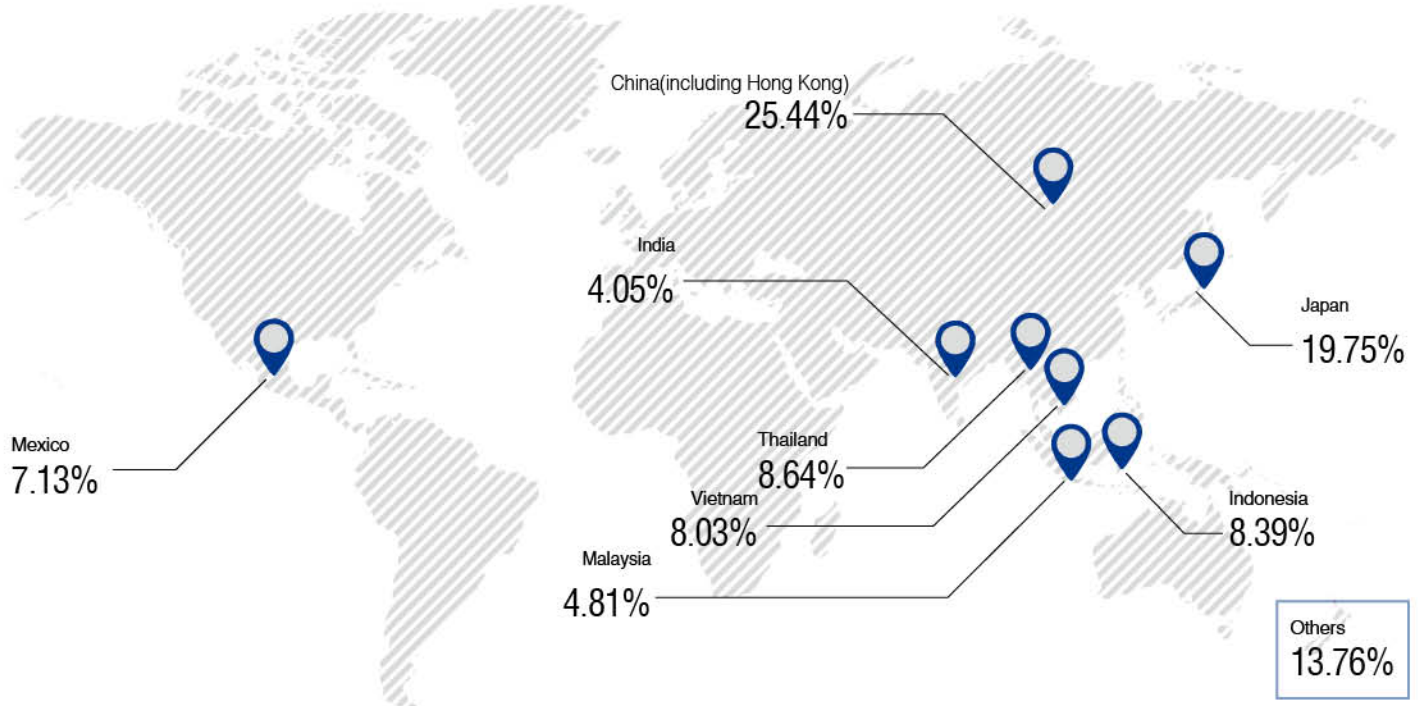 China(including Hong Kong)
25.44%
India
4.05%
Japan
19.75%
Mexico
7.13%
Thailand
8.64%
Vietnam
8.03%
Indonesia
8.39%
Malaysia
4.81%
Others
13.76%